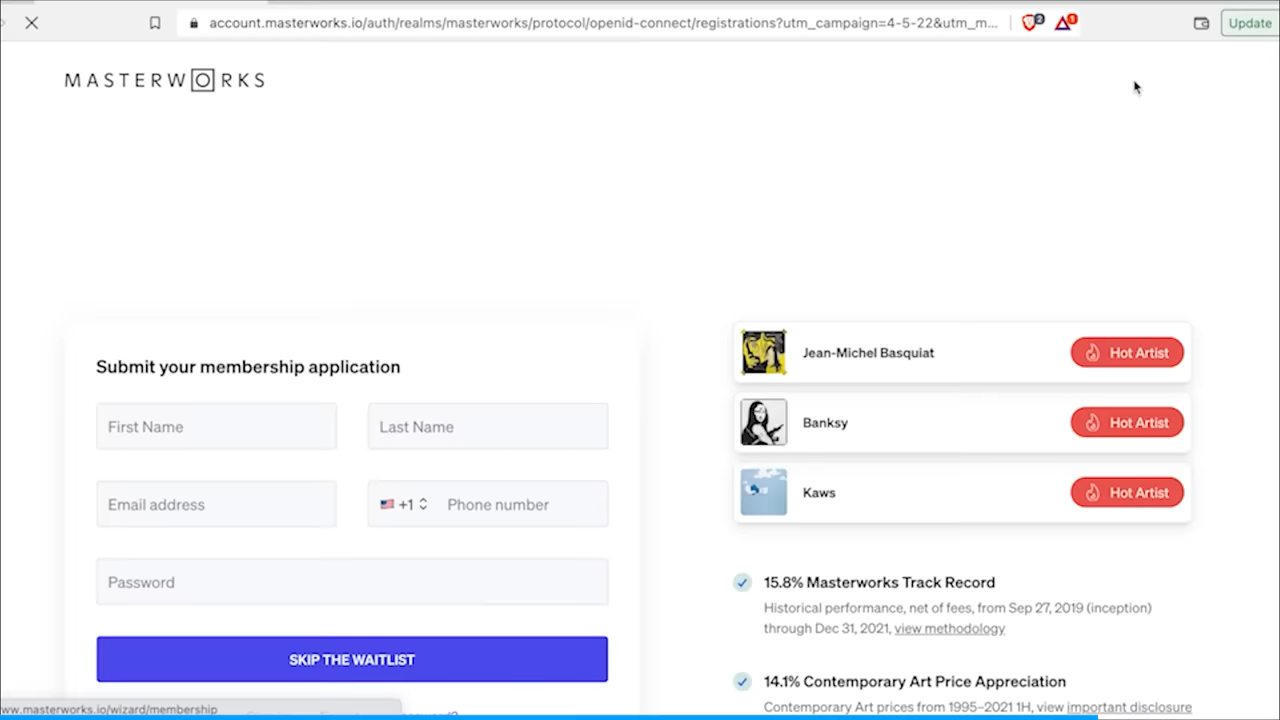 account.masterworks.io/auth/realms/masterworks/protocol/openid-connect/registrations?utm_campaign=4-5-22&utm_m...
2
1
Update
MASTERWORKS
Submit your membership application
First Name
Last Name
Email address
+1
Phone number
Password
SKIP THE WAITLIST
Jean-Michel Basquiat
Hot Artist
Banksy
Hot Artist
Kaws
Hot Artist
15.8% Masterworks Track Record
Historical performance, net of fees, from Sep 27, 2019 (inception)
through Dec 31, 2021, view methodology
14.1% Contemporary Art Price Appreciation
Contemporary Art prices from 1995–2021 1H, view important disclosure
ww.masterworks.io/wizard/membership